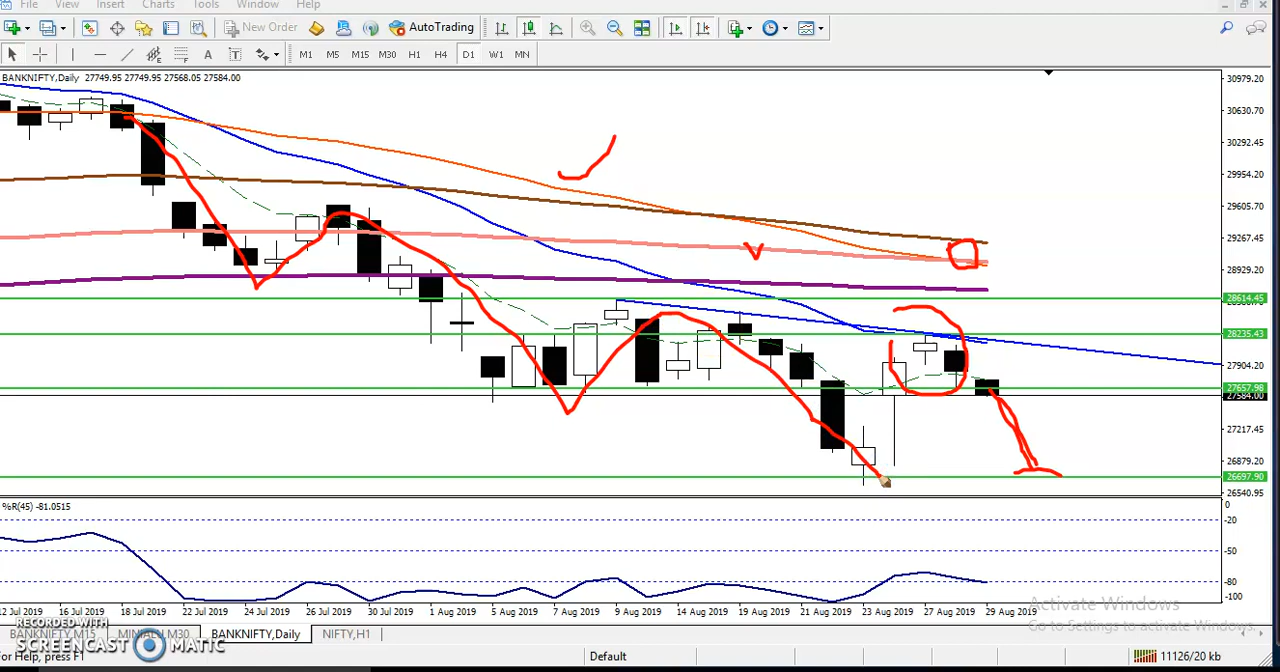 File View Insert Charts Tools Window Help
New Order AutoTrading
A T M1 M5 M15 M30 H1 H4 D1 W1 MN
BANKNIFTY,Daily 27749.95 27749.95 27568.05 27584.00
30979.20
30630.70
30292.45
29954.20
29605.70
29267.45
28929.20
28614.45
28235.43
27904.20
27657.98
27584.00
27217.45
26879.20
26697.90
26540.95
%R(45) -81.0515
0
-20
-50
-80
-100
12 Jul 2019 16 Jul 2019 18 Jul 2019 22 Jul 2019 24 Jul 2019 26 Jul 2019 30 Jul 2019 1 Aug 2019 5 Aug 2019 7 Aug 2019 9 Aug 2019 14 Aug 2019 19 Aug 2019 21 Aug 2019 23 Aug 2019 27 Aug 2019 29 Aug 2019
Activate Windows
Go to Settings to activate Windows.
RECORDED WITH
SCREENCAST MATIC
BANKNIFTY,M15 BANKNIFTY,Daily NIFTY,H1
For Help, press F1 Default 11126/20 kb